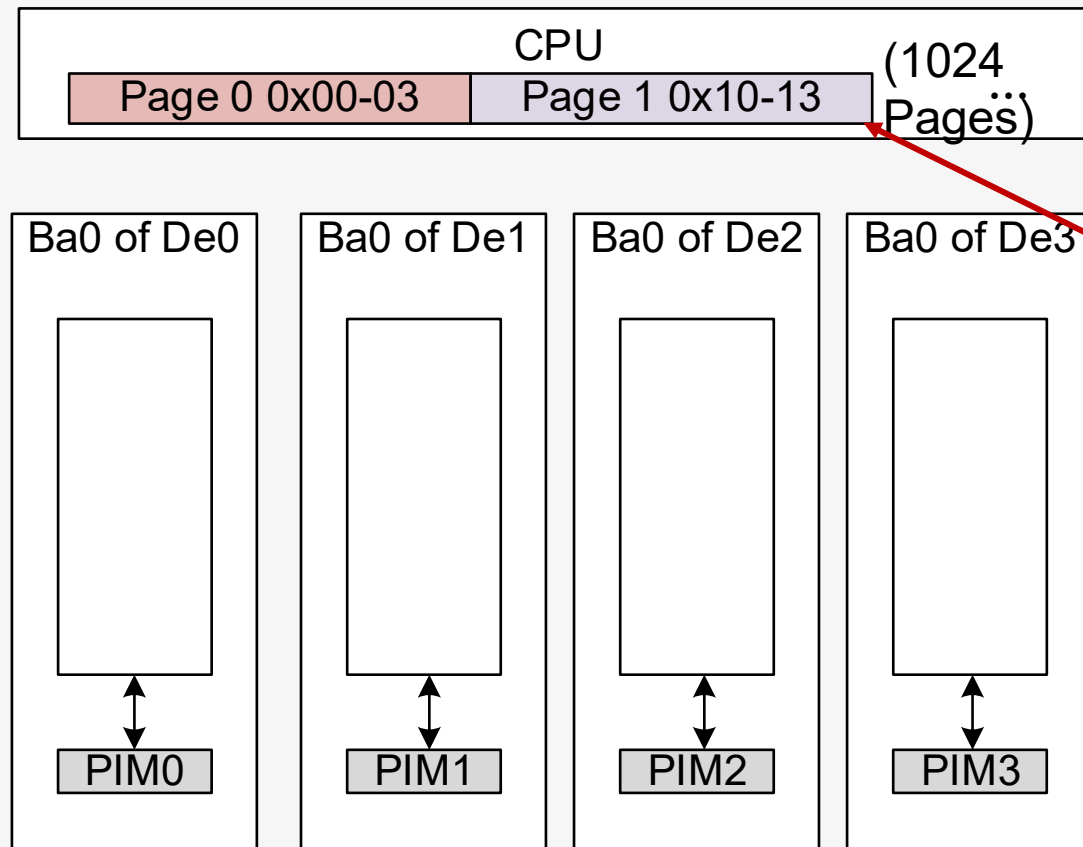 CPU
Page 0 0x00-03
Page 1 0x10-13
(1024
...
Pages)
Ba0 of De0
Ba0 of De1
Ba0 of De2
Ba0 of De3
PIM0
PIM1
PIM2
PIM3